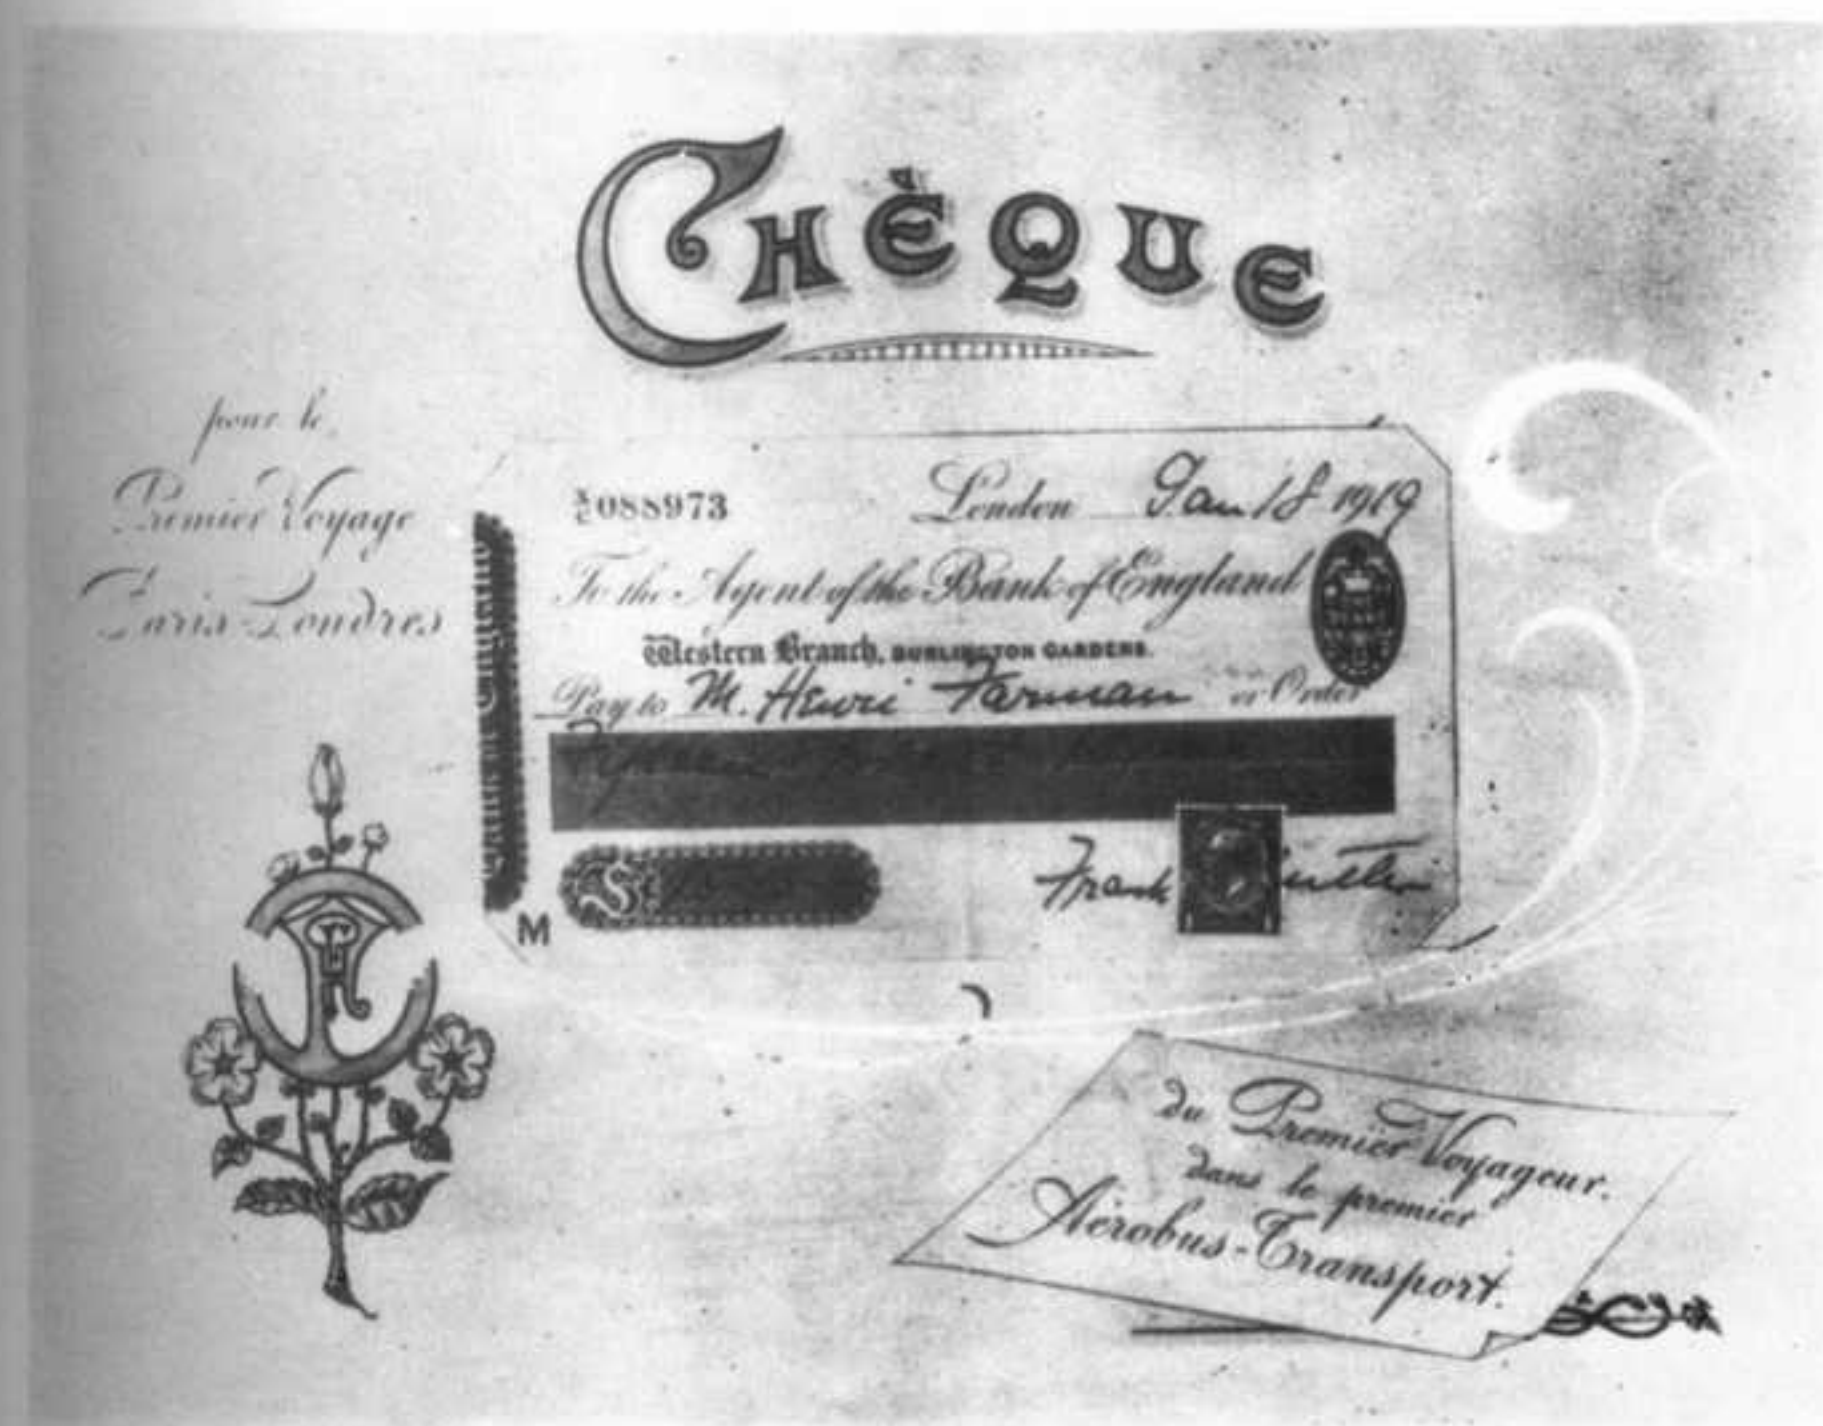 CHÈQUE
pour le
Premier Voyage
Paris-Londres
088973
London Jan 18 1919
To the Agent of the Bank of England
Western Branch, BURLINGTON GARDENS.
Pay to M. Henri Farman or Order
£
Frank
M
du Premier Voyageur.
dans le premier
Aérobus-Transport.